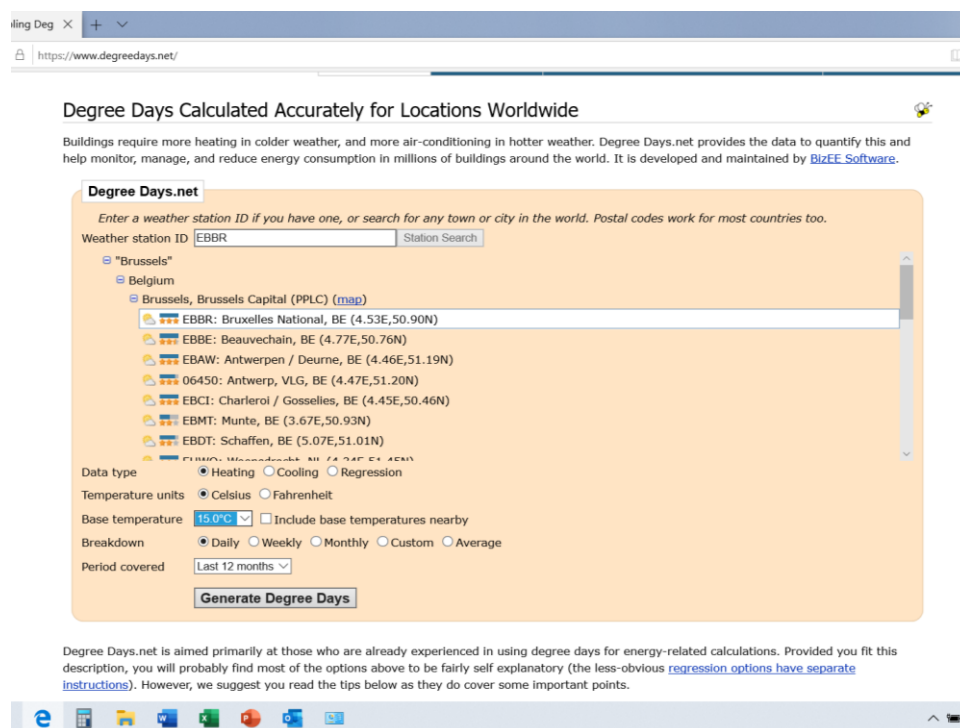 ling Deg
https://www.degreedays.net/
Degree Days Calculated Accurately for Locations Worldwide
Buildings require more heating in colder weather, and more air-conditioning in hotter weather. Degree Days.net provides the data to quantify this and
help monitor, manage, and reduce energy consumption in millions of buildings around the world. It is developed and maintained by BizEE Software.
Degree Days.net
Enter a weather station ID if you have one, or search for any town or city in the world. Postal codes work for most countries too.
Weather station ID EBBR Station Search
"Brussels"
Belgium
Brussels, Brussels Capital (PPLC) (map)
EBBR: Bruxelles National, BE (4.53E,50.90N)
EBBE: Beauvechain, BE (4.77E,50.76N)
EBAW: Antwerpen / Deurne, BE (4.46E,51.19N)
06450: Antwerp, VLG, BE (4.47E,51.20N)
EBCI: Charleroi / Gosselies, BE (4.45E,50.46N)
EBMT: Munte, BE (3.67E,50.93N)
EBDT: Schaffen, BE (5.07E,51.01N)
Data type Heating Cooling Regression
Temperature units Celsius Fahrenheit
Base temperature 15.0°C Include base temperatures nearby
Breakdown Daily Weekly Monthly Custom Average
Period covered Last 12 months
Generate Degree Days
Degree Days.net is aimed primarily at those who are already experienced in using degree days for energy-related calculations. Provided you fit this
description, you will probably find most of the options above to be fairly self explanatory (the less-obvious regression options have separate
instructions). However, we suggest you read the tips below as they do cover some important points.